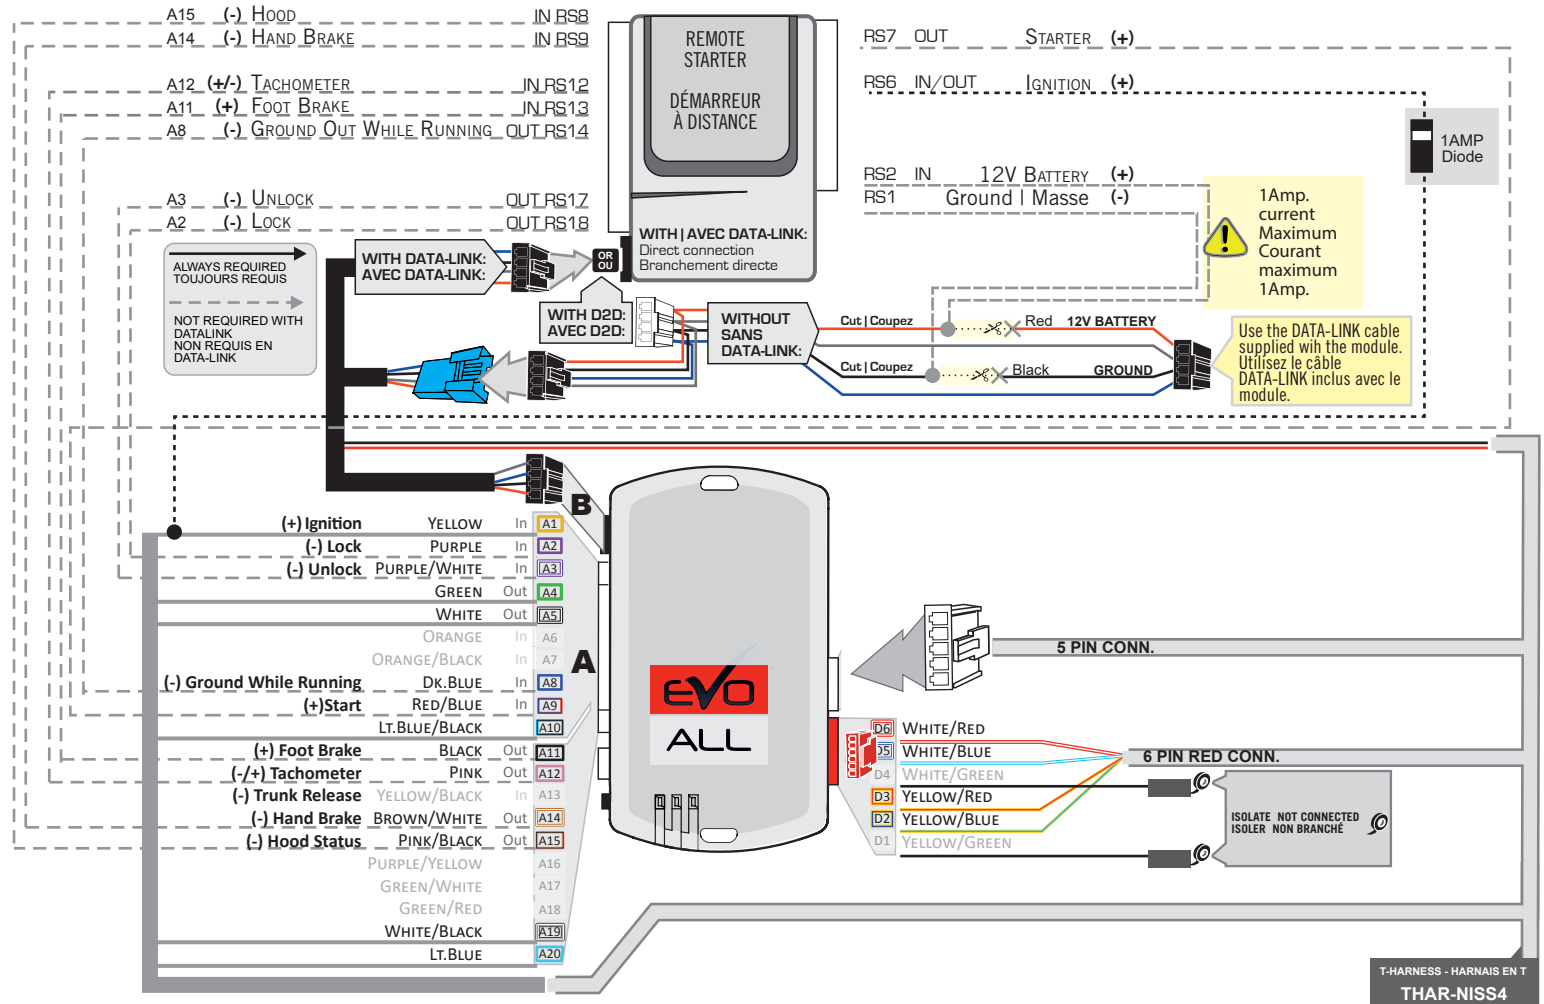 A15 (-) HOOD IN RS8
A14 (-) HAND BRAKE IN RS9
A12 (+/-) TACHOMETER IN RS12
A11 (+) FOOT BRAKE IN RS13
A8 (-) GROUND OUT WHILE RUNNING OUT RS14
A3 (-) UNLOCK OUT RS17
A2 (-) LOCK OUT RS18
REMOTE
STARTER
DÉMARREUR
À DISTANCE
WITH | AVEC DATA-LINK:
Direct connection
Branchement directe
RS7 OUT STARTER (+)
RS6 IN/OUT IGNITION (+)
1AMP
Diode
RS2 IN 12V BATTERY (+)
RS1 Ground | Masse (-)
1Amp.
current
Maximum
Courant
maximum
1Amp.
ALWAYS REQUIRED
TOUJOURS REQUIS
NOT REQUIRED WITH
DATALINK
NON REQUIS EN
DATA-LINK
WITH DATA-LINK:
AVEC DATA-LINK:
OR
OU
WITH D2D:
AVEC D2D:
WITHOUT
SANS
DATA-LINK:
Cut | Coupez Red 12V BATTERY
Cut | Coupez Black GROUND
Use the DATA-LINK cable
supplied wih the module.
Utilisez le câble
DATA-LINK inclus avec le
module.
B
A
(+) Ignition YELLOW In A1
(-) Lock PURPLE In A2
(-) Unlock PURPLE/WHITE In A3
GREEN Out A4
WHITE Out A5
ORANGE In A6
ORANGE/BLACK In A7
(-) Ground While Running DK.BLUE In A8
(+)Start RED/BLUE In A9
LT.BLUE/BLACK A10
(+) Foot Brake BLACK Out A11
(-/+) Tachometer PINK Out A12
(-) Trunk Release YELLOW/BLACK In A13
(-) Hand Brake BROWN/WHITE Out A14
(-) Hood Status PINK/BLACK Out A15
PURPLE/YELLOW A16
GREEN/WHITE A17
GREEN/RED A18
WHITE/BLACK A19
LT.BLUE A20
EVO
ALL
5 PIN CONN.
D6 WHITE/RED
D5 WHITE/BLUE
D4 WHITE/GREEN
D3 YELLOW/RED
D2 YELLOW/BLUE
D1 YELLOW/GREEN
6 PIN RED CONN.
ISOLATE NOT CONNECTED
ISOLER NON BRANCHÉ
T-HARNESS - HARNAIS EN T
THAR-NISS4